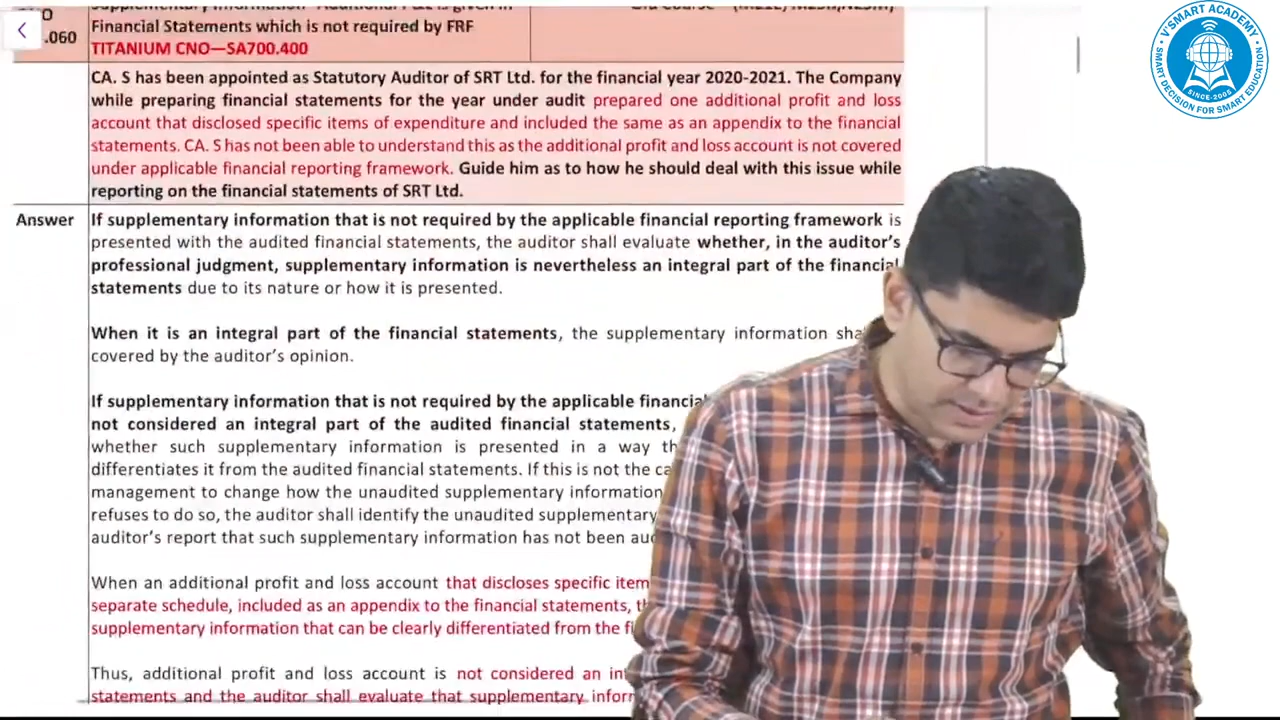 Financial Statements which is not required by FRF
.060
TITANIUM CNO—SA700.400
CA. S has been appointed as Statutory Auditor of SRT Ltd. for the financial year 2020-2021. The Company
while preparing financial statements for the year under audit prepared one additional profit and loss
account that disclosed specific items of expenditure and included the same as an appendix to the financial
statements. CA. S has not been able to understand this as the additional profit and loss account is not covered
under applicable financial reporting framework. Guide him as to how he should deal with this issue while
reporting on the financial statements of SRT Ltd.
Answer
If supplementary information that is not required by the applicable financial reporting framework is
presented with the audited financial statements, the auditor shall evaluate whether, in the auditor's
professional judgment, supplementary information is nevertheless an integral part of the financial
statements due to its nature or how it is presented.
When it is an integral part of the financial statements, the supplementary information
covered by the auditor's opinion.
If supplementary information that is not required by the applicable
not considered an integral part of the audited financial statements,
whether such supplementary information is presented in a way
differentiates it from the audited financial statements. If this is not the
management to change how the unaudited supplementary information
refuses to do so, the auditor shall identify the unaudited supplementary
auditor's report that such supplementary information has not been
When an additional profit and loss account that discloses specific
separate schedule, included as an appendix to the financial statements,
supplementary information that can be clearly differentiated from the
Thus, additional profit and loss account is not considered an
statements and the auditor shall evaluate that supplementary
V'SMART ACADEMY
SINCE-2005
SMART DECISION FOR SMART EDUCATION